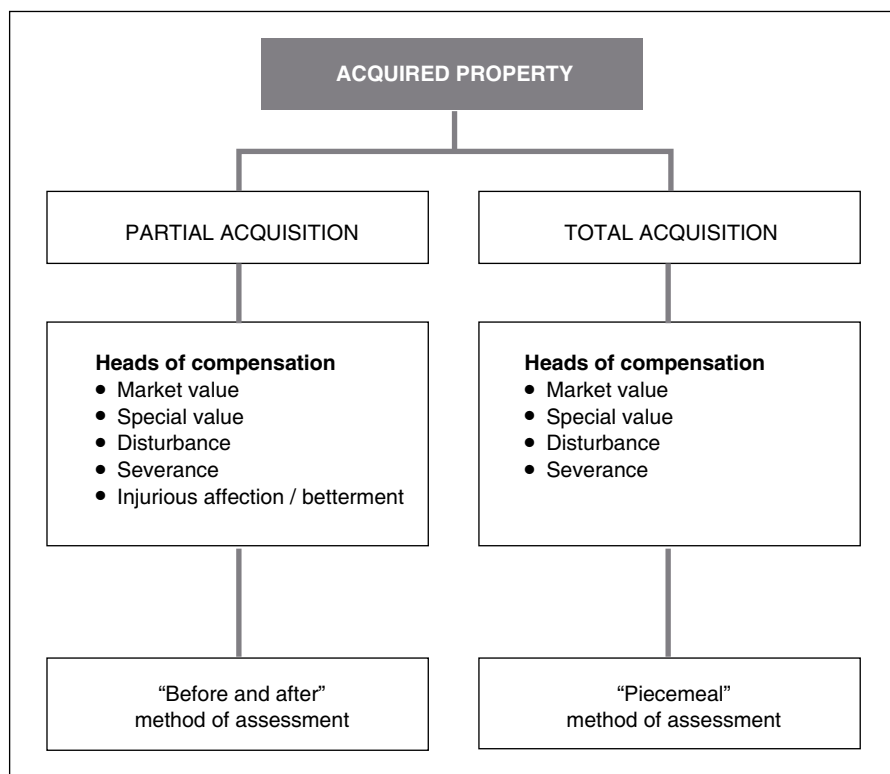 ACQUIRED PROPERTY
PARTIAL ACQUISITION
TOTAL ACQUISITION
Heads of compensation
• Market value
• Special value
• Disturbance
• Severance
• Injurious affection / betterment
Heads of compensation
• Market value
• Special value
• Disturbance
• Severance
“Before and after”
method of assessment
“Piecemeal”
method of assessment